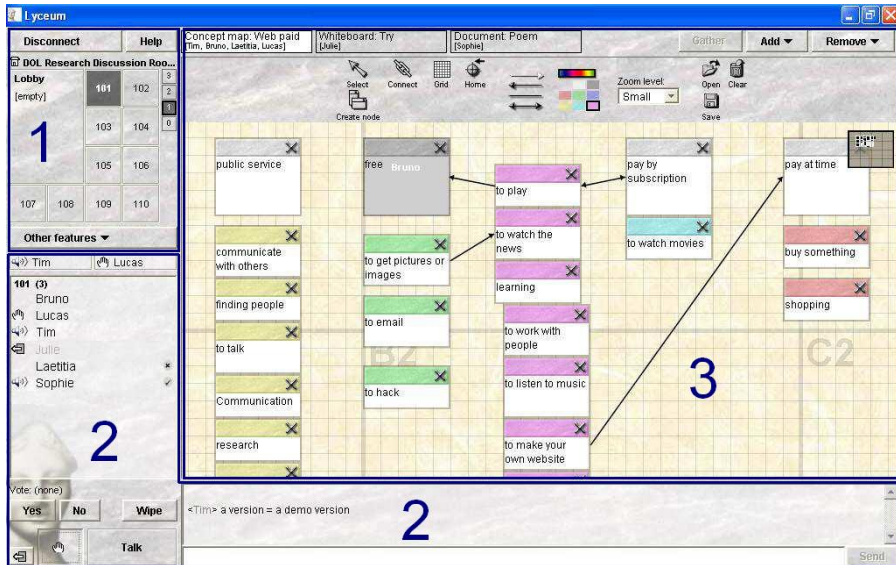 Lyceum
Disconnect
Help
DOL Research Discussion Roo...
Lobby
[empty]
101
102
103
104
105
106
107
108
109
110
3
2
1
0
1
Other features
Concept map: Web paid
[Tim, Bruno, Laetitia, Lucas]
Whiteboard: Try
[Julie]
Document: Poem
[Sophie]
Gather
Add
Remove
Select
Connect
Grid
Home
Create node
Zoom level:
Small
Open
Clear
Save
public service
communicate
with others
finding people
to talk
Communication
research
free
Bruno
to get pictures or
images
to email
to hack
to play
to watch the
news
learning
to work with
people
to listen to music
to make your
own website
pay by
subscription
to watch movies
pay at time
buy something
shopping
B2
C2
3
Tim
Lucas
101 (3)
Bruno
Lucas
Tim
Julie
Laetitia
Sophie
2
Vote: (none)
Yes
No
Wipe
Talk
<Tim> a version = a demo version
2
Send